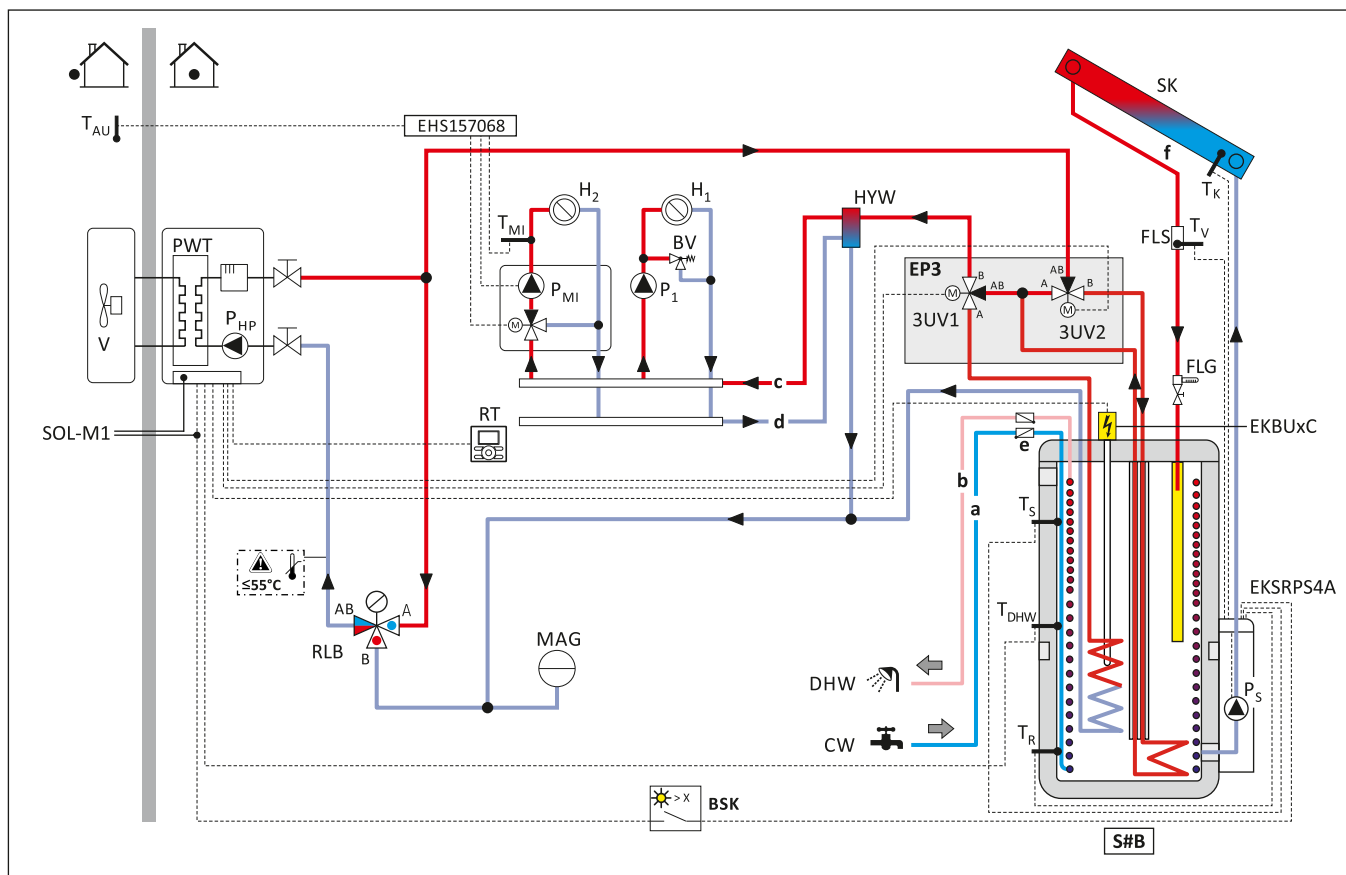 SK
f
T_K
T_AU
EHS157068
H_2
H_1
HYW
T_MI
BV
FLS
T_V
PWT
EP3
B
AB
AB
A
B
M
P_MI
P_1
M
A
3UV1
M
3UV2
V
P_HP
M
FLG
c
SOL-M1
RT
d
e
EKBUxC
b
a
T_S
≤55°C
EKSRPS4A
AB
A
T_DHW
RLB
B
MAG
DHW
P_S
CW
T_R
> X
BSK
S#B